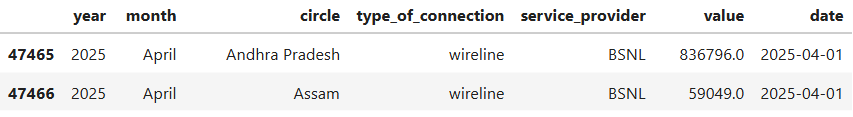 year month circle type_of_connection service_provider value date
47465 2025 April Andhra Pradesh wireline BSNL 836796.0 2025-04-01
47466 2025 April Assam wireline BSNL 59049.0 2025-04-01